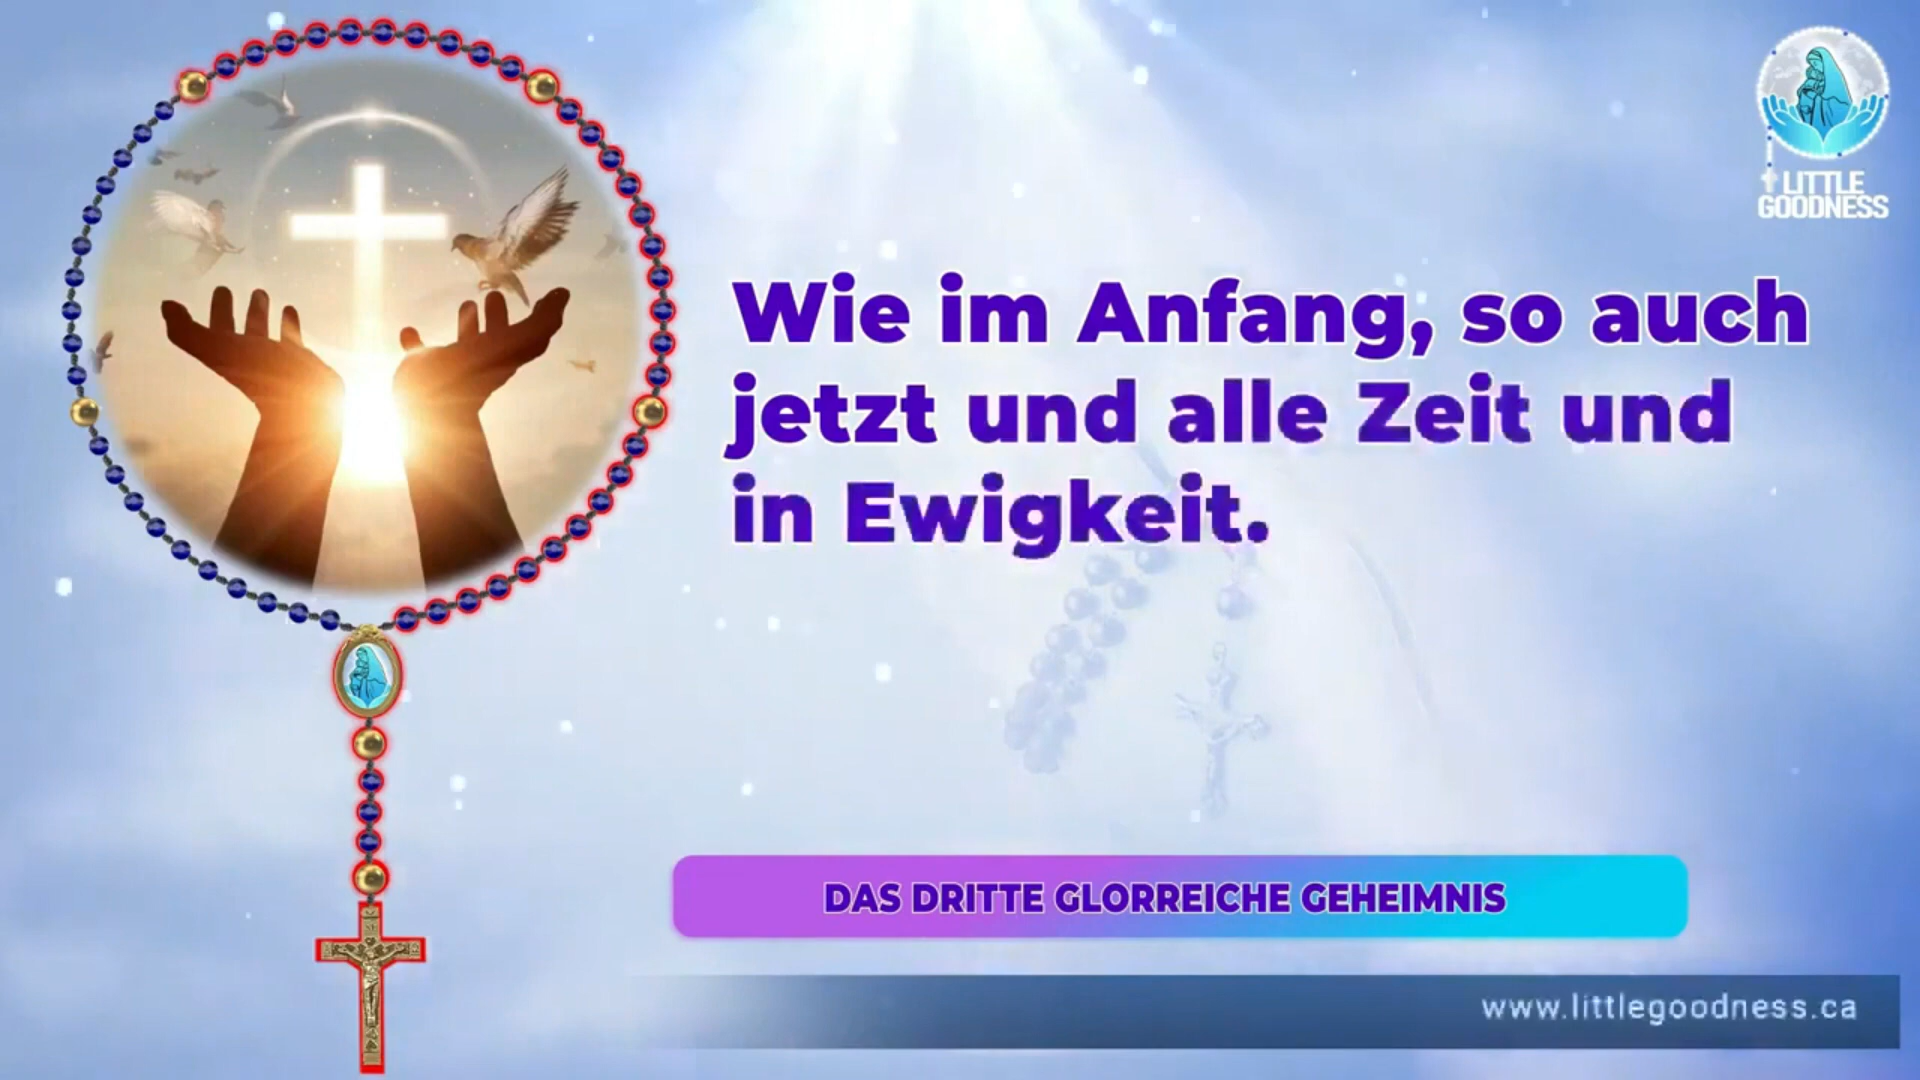 LITTLE
GOODNESS
Wie im Anfang, so auch
jetzt und alle Zeit und
in Ewigkeit.
DAS DRITTE GLORREICHE GEHEIMNIS
www.littlegoodness.ca